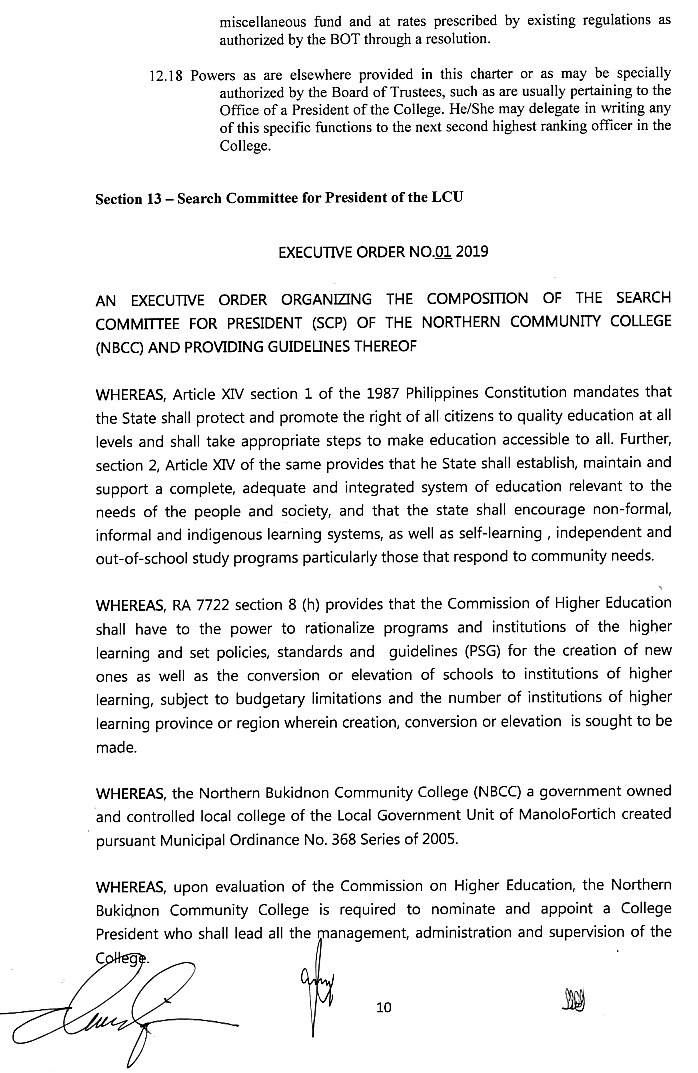 miscellaneous fund and at rates prescribed by existing regulations as
authorized by the BOT through a resolution.
12.18 Powers as are elsewhere provided in this charter or as may be specially
authorized by the Board of Trustees, such as are usually pertaining to the
Office of a President of the College. He/She may delegate in writing any
of this specific functions to the next second highest ranking officer in the
College.
Section 13 – Search Committee for President of the LCU
EXECUTIVE ORDER NO.01 2019
AN EXECUTIVE ORDER ORGANIZING THE COMPOSITION OF THE SEARCH
COMMITTEE FOR PRESIDENT (SCP) OF THE NORTHERN COMMUNITY COLLEGE
(NBCC) AND PROVIDING GUIDELINES THEREOF
WHEREAS, Article XIV section 1 of the 1987 Philippines Constitution mandates that
the State shall protect and promote the right of all citizens to quality education at all
levels and shall take appropriate steps to make education accessible to all. Further,
section 2, Article XIV of the same provides that he State shall establish, maintain and
support a complete, adequate and integrated system of education relevant to the
needs of the people and society, and that the state shall encourage non-formal,
informal and indigenous learning systems, as well as self-learning , independent and
out-of-school study programs particularly those that respond to community needs.
WHEREAS, RA 7722 section 8 (h) provides that the Commission of Higher Education
shall have to the power to rationalize programs and institutions of the higher
learning and set policies, standards and guidelines (PSG) for the creation of new
ones as well as the conversion or elevation of schools to institutions of higher
learning, subject to budgetary limitations and the number of institutions of higher
learning province or region wherein creation, conversion or elevation is sought to be
made.
WHEREAS, the Northern Bukidnon Community College (NBCC) a government owned
and controlled local college of the Local Government Unit of ManoloFortich created
pursuant Municipal Ordinance No. 368 Series of 2005.
WHEREAS, upon evaluation of the Commission on Higher Education, the Northern
Bukidnon Community College is required to nominate and appoint a College
President who shall lead all the management, administration and supervision of the
College.
10